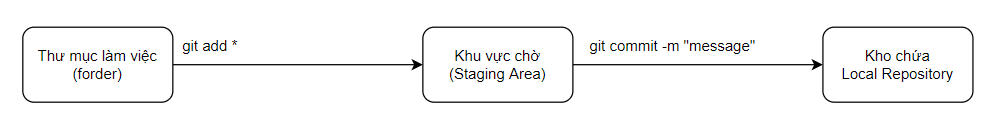 Thư mục làm việc
(forder)
git add *
Khu vực chờ
(Staging Area)
git commit -m "message"
Kho chứa
Local Repository